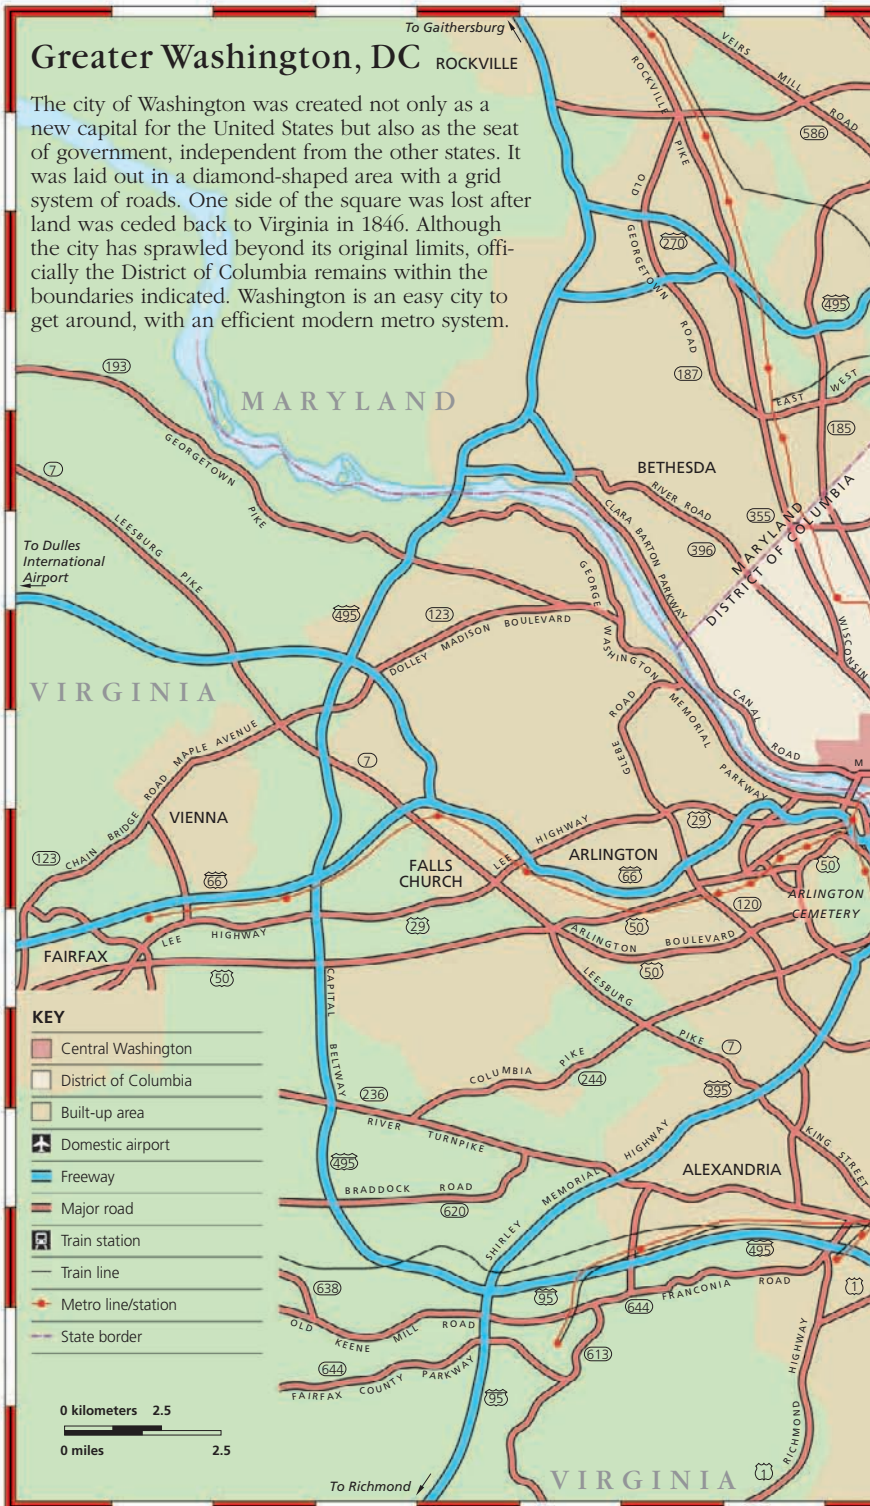 To Gaithersburg
Greater Washington, DC
ROCKVILLE
The city of Washington was created not only as a
new capital for the United States but also as the seat
of government, independent from the other states. It
was laid out in a diamond-shaped area with a grid
system of roads. One side of the square was lost after
land was ceded back to Virginia in 1846. Although
the city has sprawled beyond its original limits, offi-
cially the District of Columbia remains within the
boundaries indicated. Washington is an easy city to
get around, with an efficient modern metro system.
ROCKVILLE PIKE
VEIRS MILL ROAD
586
OLD GEORGETOWN ROAD
270
495
187
EAST WEST
185
193
MARYLAND
GEORGETOWN PIKE
7
LEESBURG PIKE
BETHESDA
RIVER ROAD
CLARA BARTON PARKWAY
355
396
MARYLAND
DISTRICT OF COLUMBIA
To Dulles
International
Airport
495
123
DOLLEY MADISON BOULEVARD
GEORGE WASHINGTON MEMORIAL PARKWAY
WISCONSIN
VIRGINIA
GLEBE ROAD
CANAL ROAD
M
MAPLE AVENUE
7
VIENNA
CHAIN BRIDGE ROAD
123
66
FALLS
CHURCH
LEE HIGHWAY
29
ARLINGTON
66
50
ARLINGTON
CEMETERY
120
LEE HIGHWAY
29
50
ARLINGTON BOULEVARD
50
FAIRFAX
50
CAPITAL BELTWAY
LEESBURG PIKE
7
KEY
Central Washington
District of Columbia
Built-up area
Domestic airport
Freeway
Major road
Train station
Train line
Metro line/station
State border
COLUMBIA PIKE
244
236
RIVER TURNPIKE
395
SHIRLEY MEMORIAL HIGHWAY
KING STREET
495
ALEXANDRIA
BRADDOCK ROAD
620
495
638
95
644
FRANCONIA ROAD
1
OLD KEENE MILL ROAD
613
644
FAIRFAX COUNTY PARKWAY
95
RICHMOND HIGHWAY
0 kilometers 2.5
0 miles 2.5
1
To Richmond
VIRGINIA